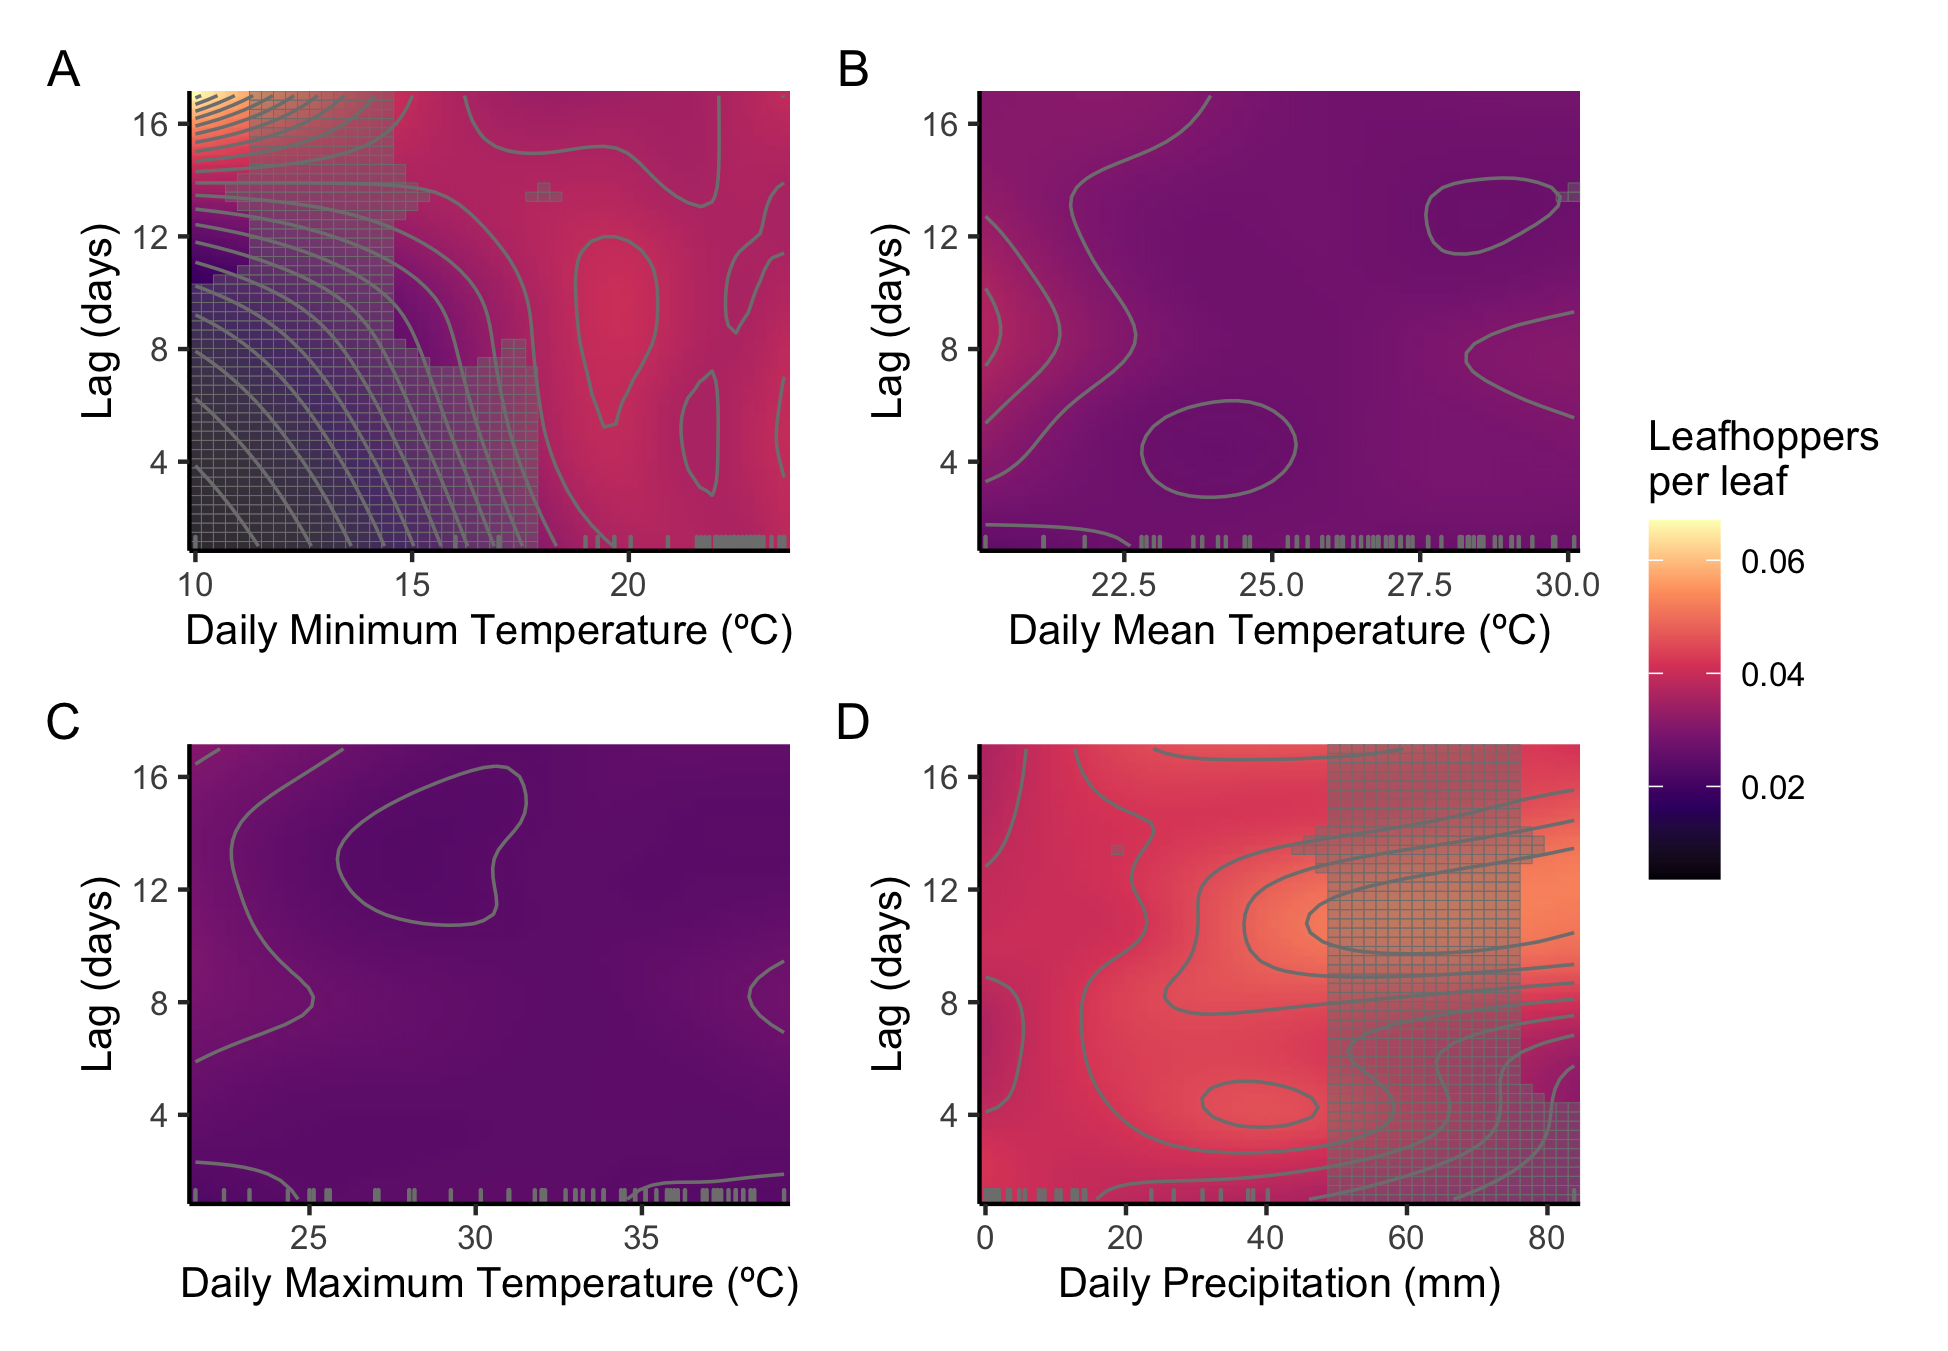 A
16
12
8
4
Lag (days)
10 15 20
Daily Minimum Temperature (ºC)
B
16
12
8
4
Lag (days)
22.5 25.0 27.5 30.0
Daily Mean Temperature (ºC)
C
16
12
8
4
Lag (days)
25 30 35
Daily Maximum Temperature (ºC)
D
16
12
8
4
Lag (days)
0 20 40 60 80
Daily Precipitation (mm)
Leafhoppers
per leaf
0.06
0.04
0.02